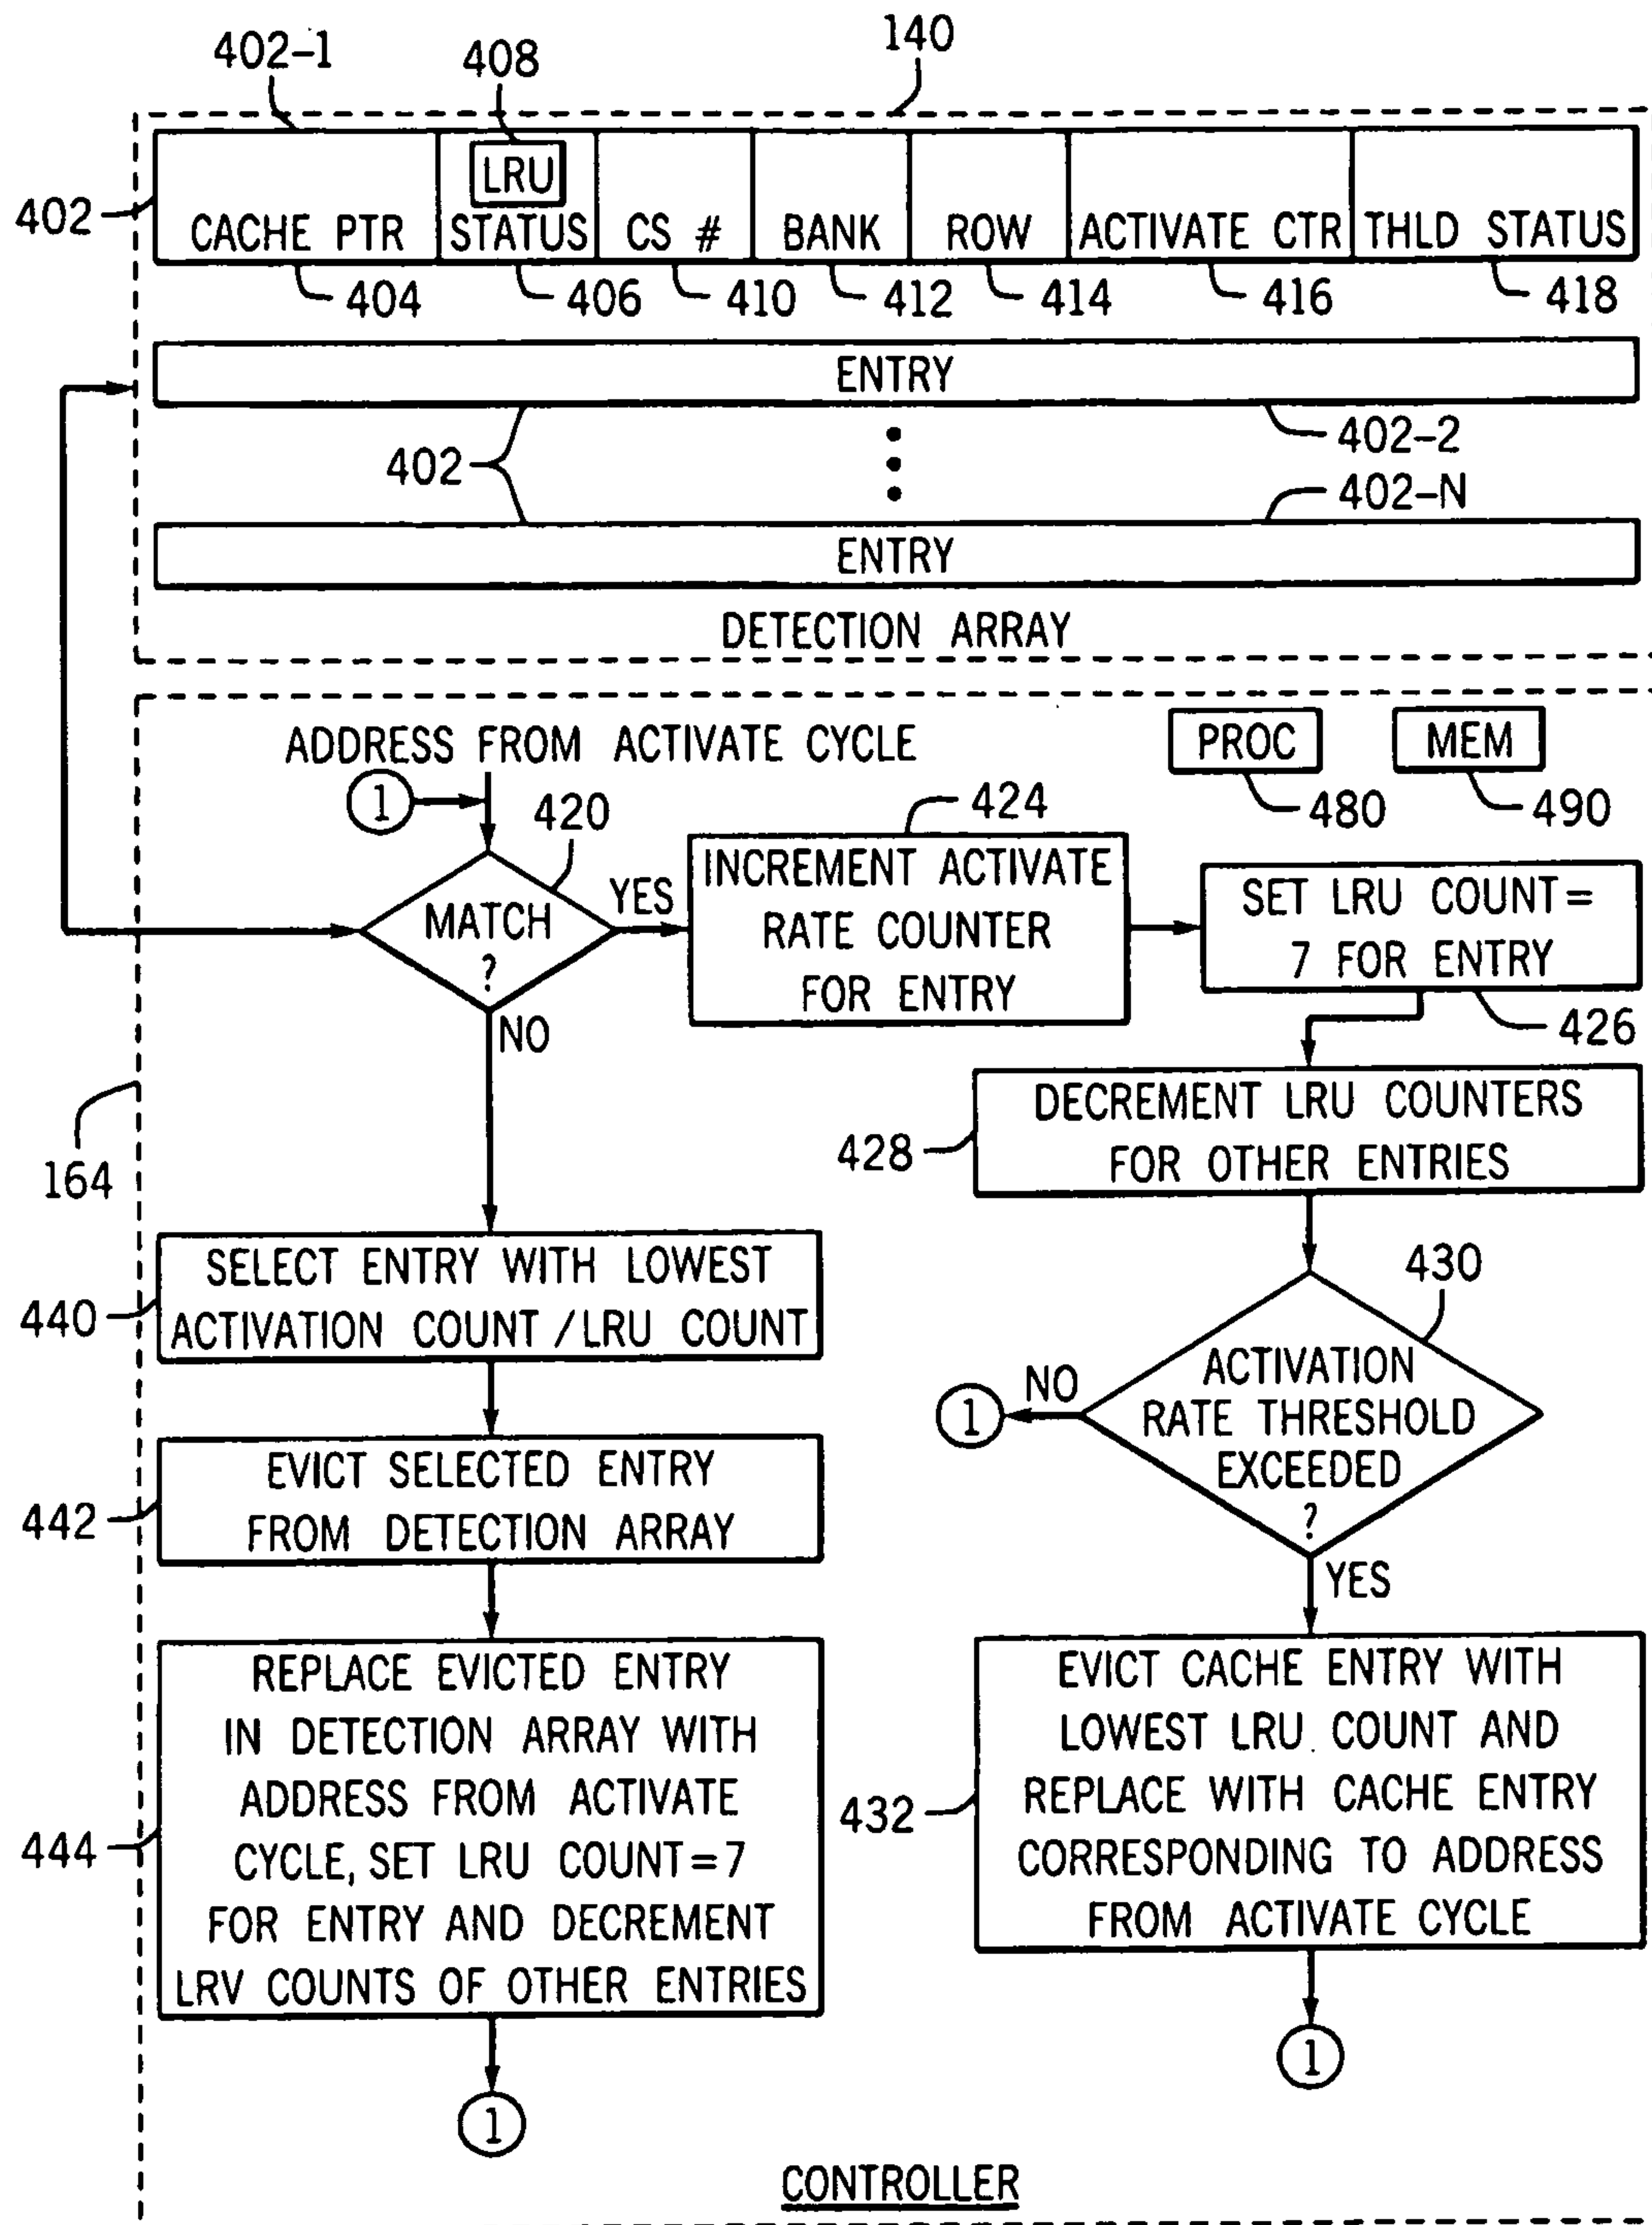 402-1
408
140
LRU
402
CACHE PTR
STATUS
CS #
BANK
ROW
ACTIVATE CTR
THLD STATUS
404
406
410
412
414
416
418
ENTRY
402-2
402
402-N
ENTRY
DETECTION ARRAY
ADDRESS FROM ACTIVATE CYCLE
PROC
MEM
1
420
424
480
490
MATCH
?
YES
NO
INCREMENT ACTIVATE
RATE COUNTER
FOR ENTRY
SET LRU COUNT=
7 FOR ENTRY
426
164
428
DECREMENT LRU COUNTERS
FOR OTHER ENTRIES
440
SELECT ENTRY WITH LOWEST
ACTIVATION COUNT /LRU COUNT
430
ACTIVATION
RATE THRESHOLD
EXCEEDED
?
NO
1
YES
442
EVICT SELECTED ENTRY
FROM DETECTION ARRAY
444
REPLACE EVICTED ENTRY
IN DETECTION ARRAY WITH
ADDRESS FROM ACTIVATE
CYCLE, SET LRU COUNT=7
FOR ENTRY AND DECREMENT
LRV COUNTS OF OTHER ENTRIES
432
EVICT CACHE ENTRY WITH
LOWEST LRU COUNT AND
REPLACE WITH CACHE ENTRY
CORRESPONDING TO ADDRESS
FROM ACTIVATE CYCLE
1
1
CONTROLLER